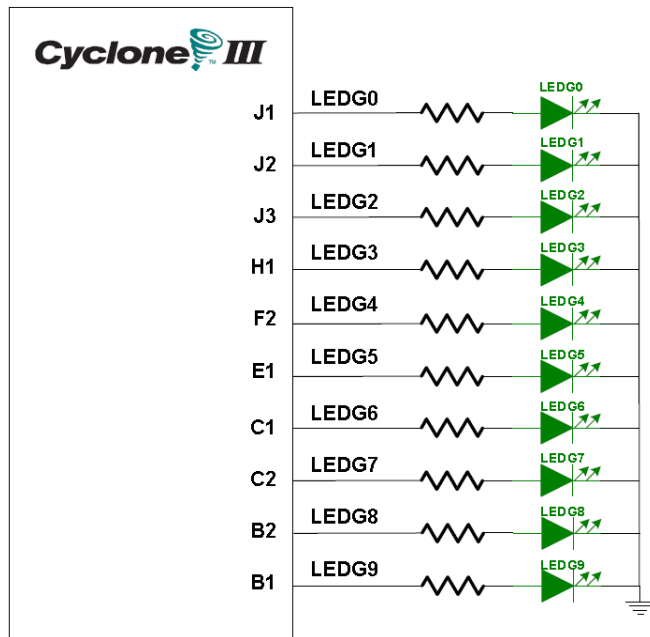 Cyclone III
™
J1 LEDG0 LEDG0
J2 LEDG1 LEDG1
J3 LEDG2 LEDG2
H1 LEDG3 LEDG3
F2 LEDG4 LEDG4
E1 LEDG5 LEDG5
C1 LEDG6 LEDG6
C2 LEDG7 LEDG7
B2 LEDG8 LEDG8
B1 LEDG9 LEDG9